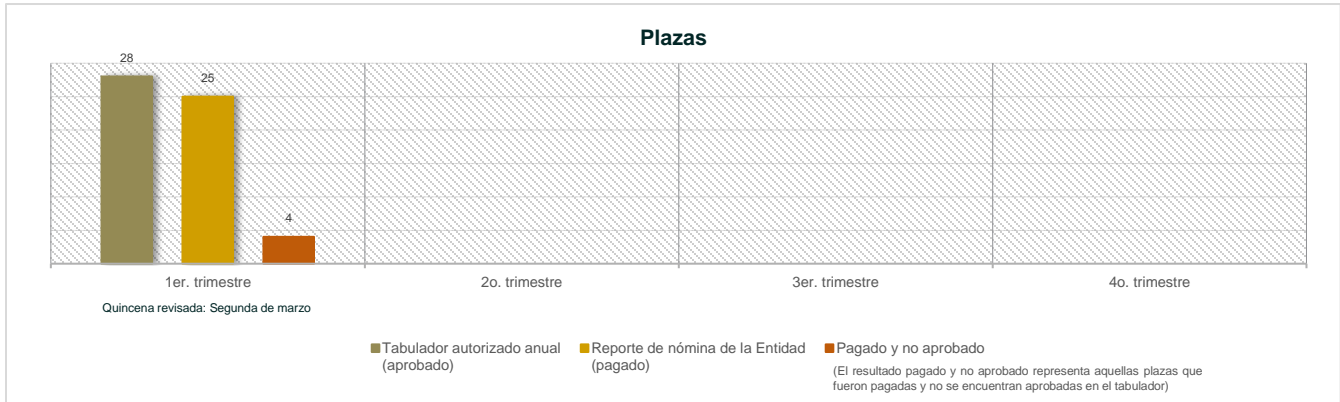 Plazas
28
25
4
1er. trimestre
2o. trimestre
3er. trimestre
4o. trimestre
Quincena revisada: Segunda de marzo
Tabulador autorizado anual
(aprobado)
Reporte de nómina de la Entidad
(pagado)
Pagado y no aprobado
(El resultado pagado y no aprobado representa aquellas plazas que
fueron pagadas y no se encuentran aprobadas en el tabulador)